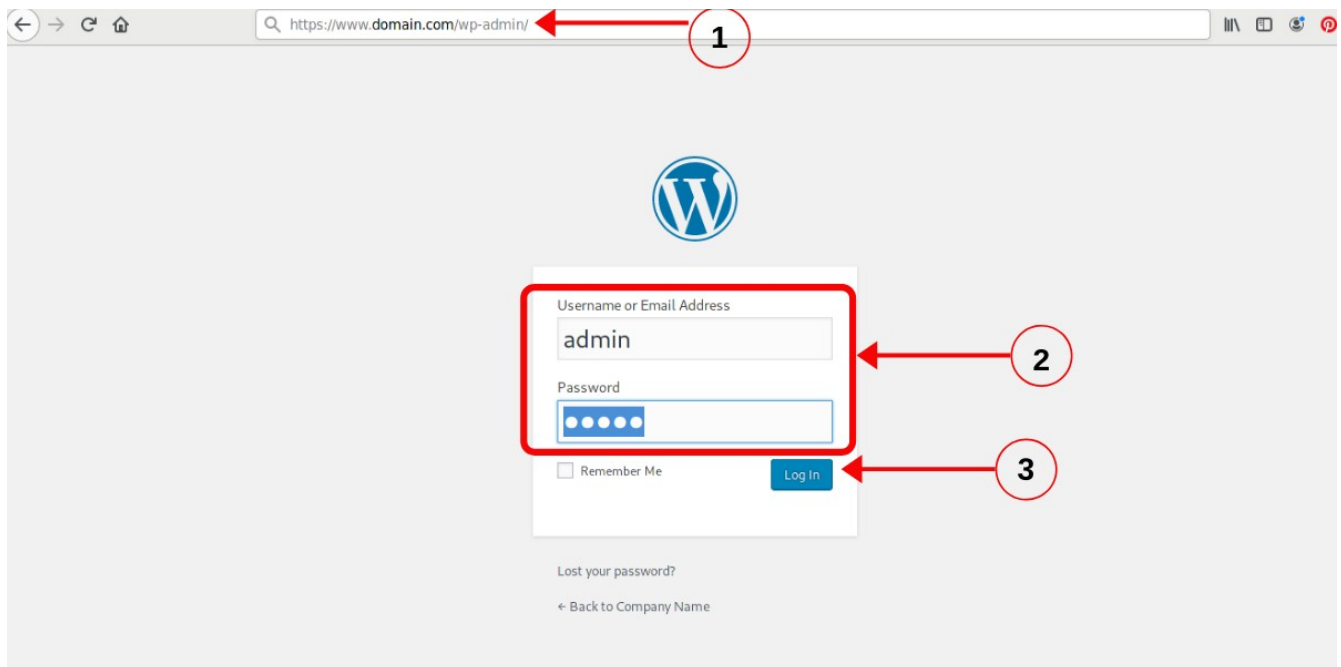 https://www.domain.com/wp-admin/
1
Username or Email Address
admin
2
Password
●●●●●
Remember Me
Log In
3
Lost your password?
← Back to Company Name